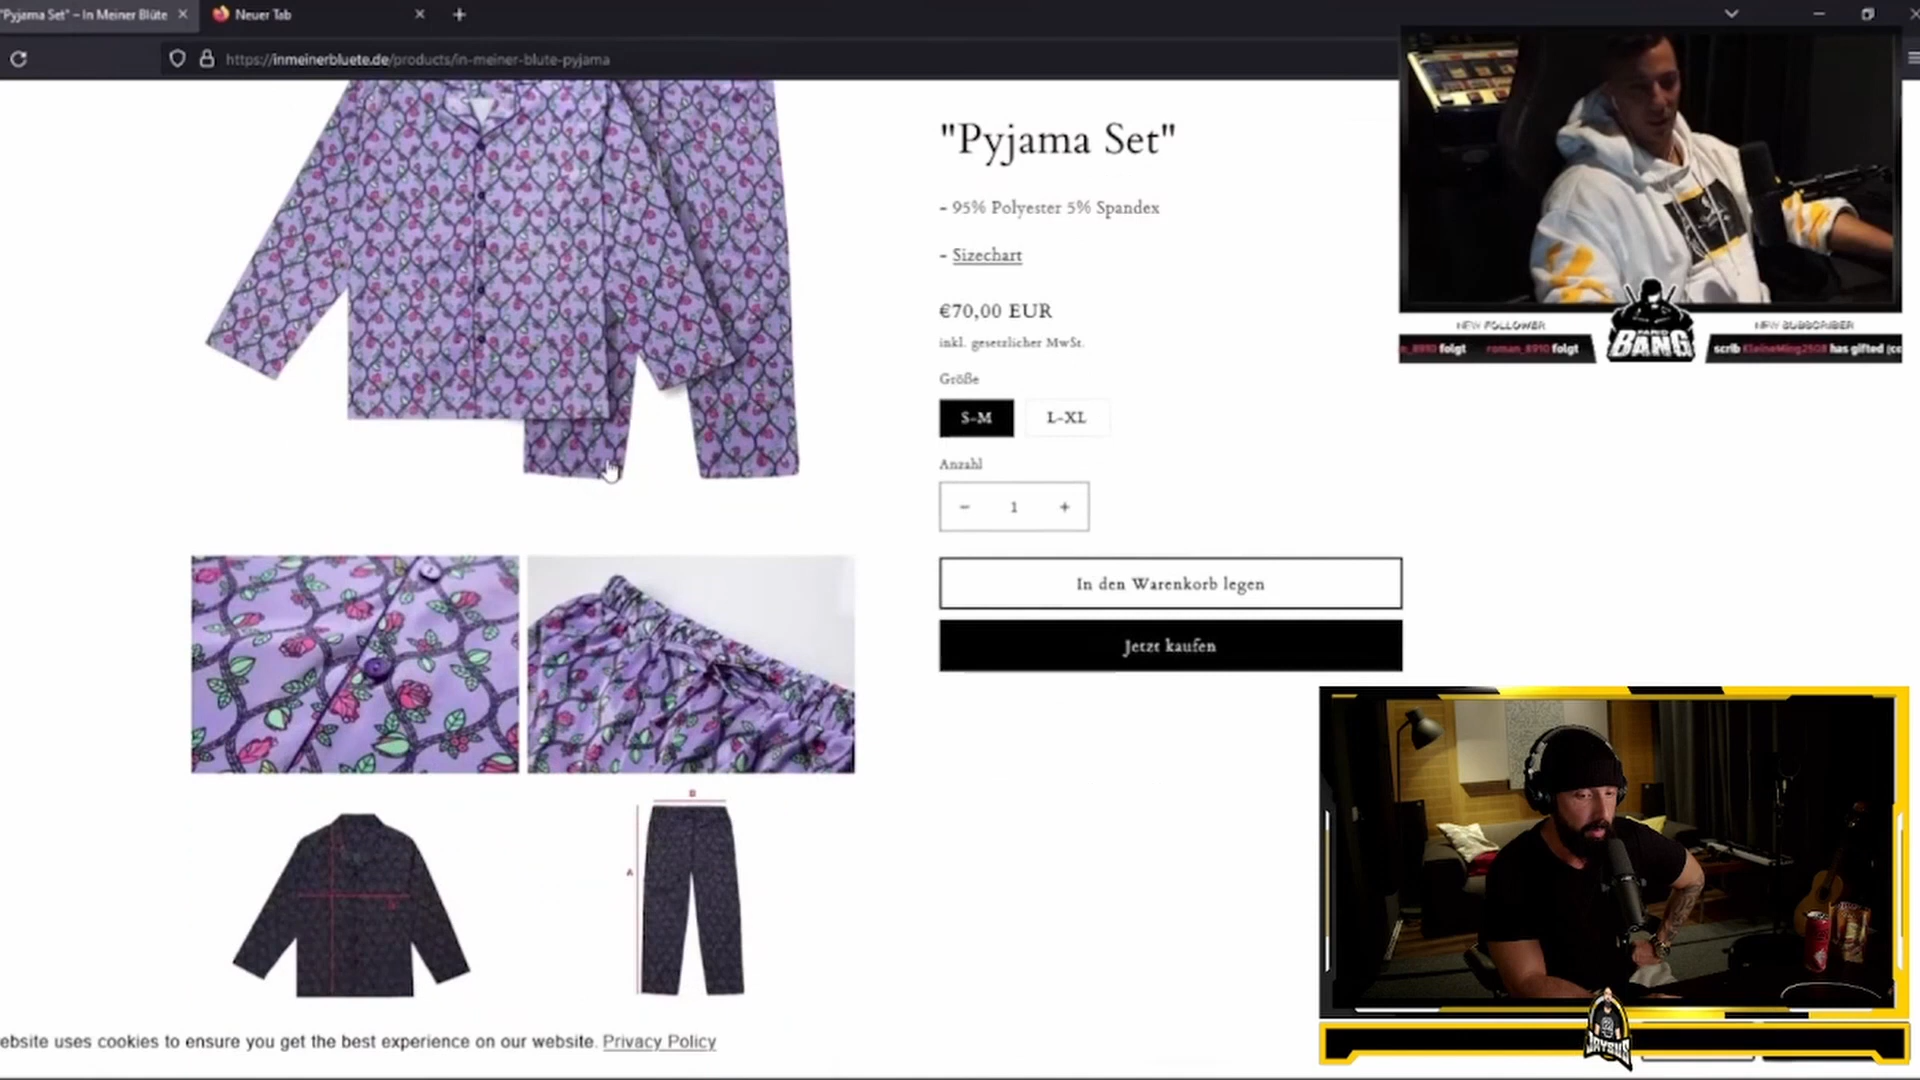 "Pyjama Set" – In Meiner Blüte
Neuer Tab
https://inmeinerbluete.de/products/in-meiner-blute-pyjama
"Pyjama Set"
- 95% Polyester 5% Spandex
- Sizechart
€70,00 EUR
inkl. gesetzlicher MwSt.
Größe
S-M
L-XL
Anzahl
- 1 +
In den Warenkorb legen
Jetzt kaufen
NEW FOLLOWER
NEW SUBSCRIBER
folgt roman_8910 folgt
BANG
KleineMing2508 has gifted
B
A
ebsite uses cookies to ensure you get the best experience on our website. Privacy Policy
JAYSUS